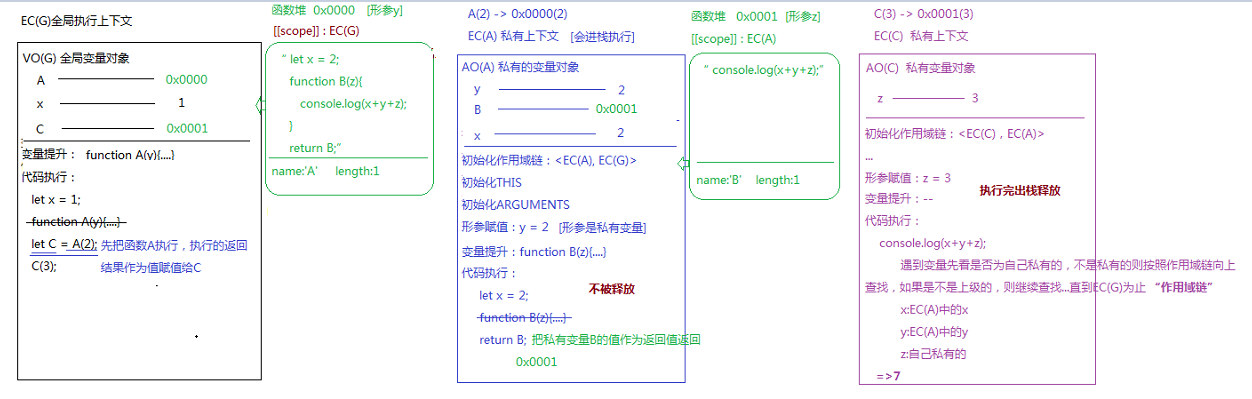 EC(G)全局执行上下文
VO(G) 全局变量对象
A 0x0000
x 1
C 0x0001
变量提升： function A(y){....}
代码执行：
let x = 1;
function A(y){....}
let C = A(2); 先把函数A执行，执行的返回
C(3); 结果作为值赋值给C
函数堆 0x0000 [形参y]
[[scope]] : EC(G)
“ let x = 2;
function B(z){
console.log(x+y+z);
}
return B;”
name:'A' length:1
A(2) -> 0x0000(2)
EC(A) 私有上下文 [会进栈执行]
AO(A) 私有的变量对象
y 2
B 0x0001
x 2
初始化作用域链：<EC(A), EC(G)>
初始化THIS
初始化ARGUMENTS
形参赋值：y = 2 [形参是私有变量]
变量提升：function B(z){....}
代码执行：
不被释放
let x = 2;
function B(z){....}
return B; 把私有变量B的值作为返回值返回
0x0001
函数堆 0x0001 [形参z]
[[scope]] : EC(A)
“ console.log(x+y+z);”
name:'B' length:1
C(3) -> 0x0001(3)
EC(C) 私有上下文
AO(C) 私有变量对象
z 3
初始化作用域链：<EC(C) , EC(A)>
...
形参赋值：z = 3
执行完出栈释放
变量提升：--
代码执行：
console.log(x+y+z);
遇到变量先看是否为自己私有的，不是私有的则按照作用域链向上
查找，如果是不是上级的，则继续查找...直到EC(G)为止 “作用域链”
x:EC(A)中的x
y:EC(A)中的y
z:自己私有的
=>7